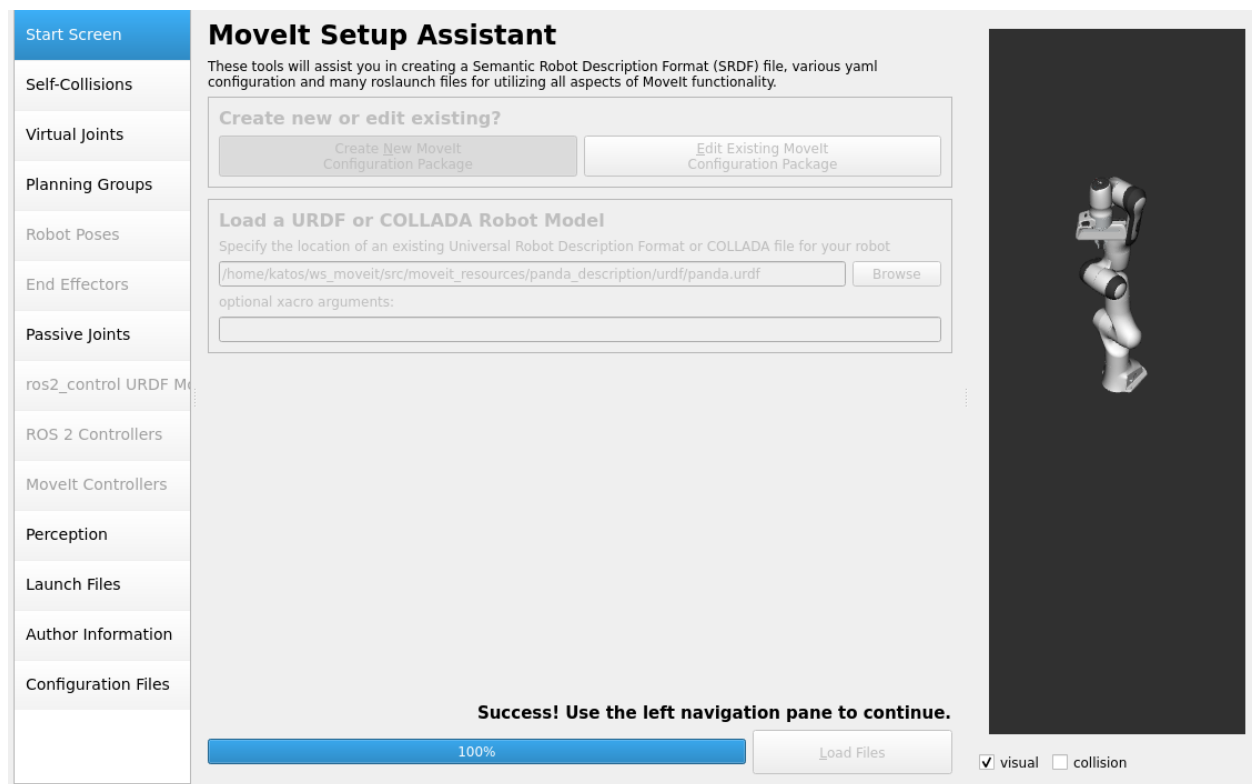 Start Screen
Self-Collisions
Virtual Joints
Planning Groups
Robot Poses
End Effectors
Passive Joints
ros2_control URDF Mo
ROS 2 Controllers
MoveIt Controllers
Perception
Launch Files
Author Information
Configuration Files
MoveIt Setup Assistant
These tools will assist you in creating a Semantic Robot Description Format (SRDF) file, various yaml
configuration and many roslaunch files for utilizing all aspects of MoveIt functionality.
Create new or edit existing?
Create New MoveIt
Configuration Package
Edit Existing MoveIt
Configuration Package
Load a URDF or COLLADA Robot Model
Specify the location of an existing Universal Robot Description Format or COLLADA file for your robot
/home/katos/ws_moveit/src/moveit_resources/panda_description/urdf/panda.urdf
Browse
optional xacro arguments:
Success! Use the left navigation pane to continue.
100%
Load Files
visual
collision